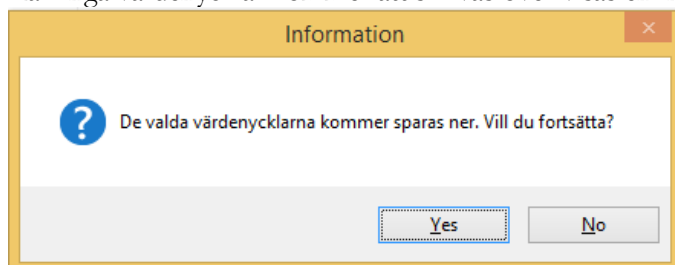 Information
De valda värdenycklarna kommer sparas ner. Vill du fortsätta?
Yes
No